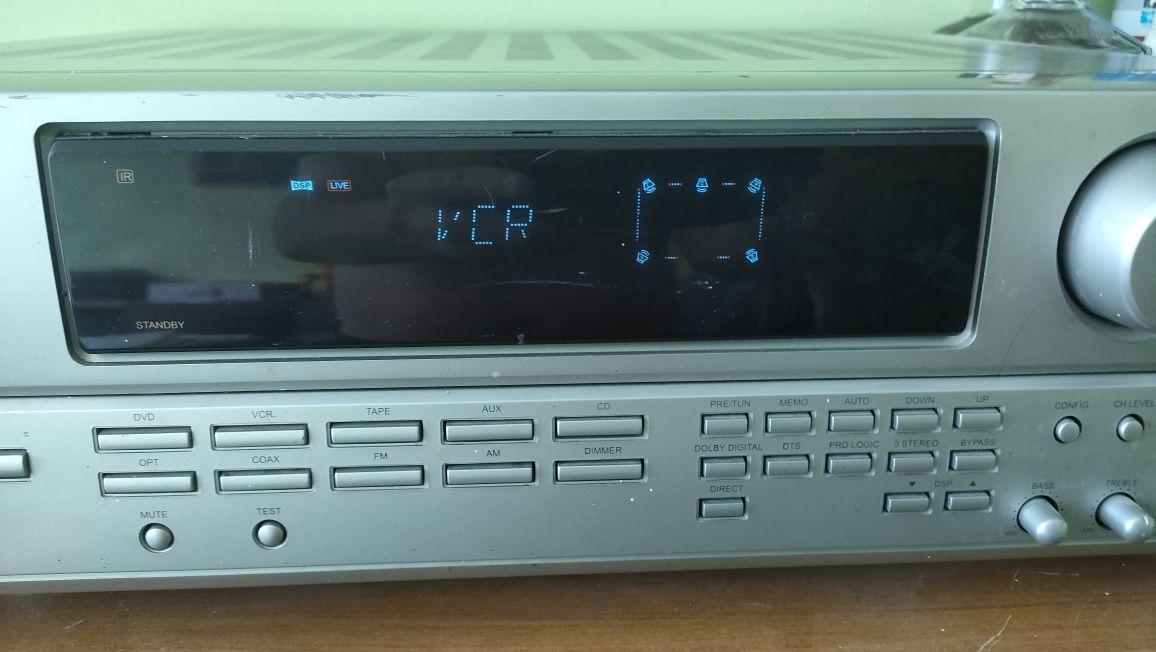 IR
DSP LIVE
VCR
STANDBY
DVD VCR TAPE AUX CD
OPT COAX FM AM DIMMER
MUTE TEST
PRE/TUN MEMO AUTO DOWN UP
DOLBY DIGITAL DTS PRO LOGIC 3 STEREO BYPASS
DIRECT ▼ DSP ▲
CONFIG CH.LEVEL
BASS TREBLE